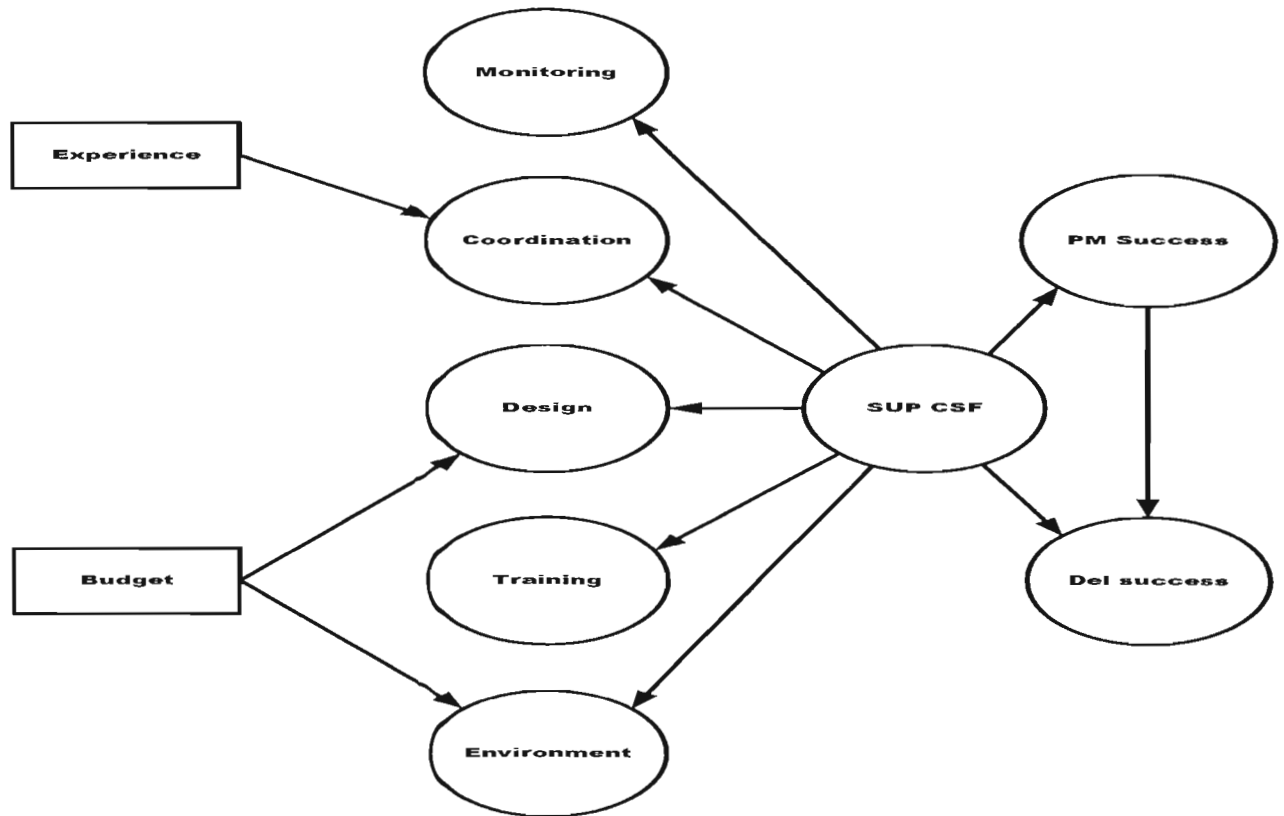 Monitoring
Experience
Coordination
PM Success
Design
SUP CSF
Budget
Training
Del success
Environment